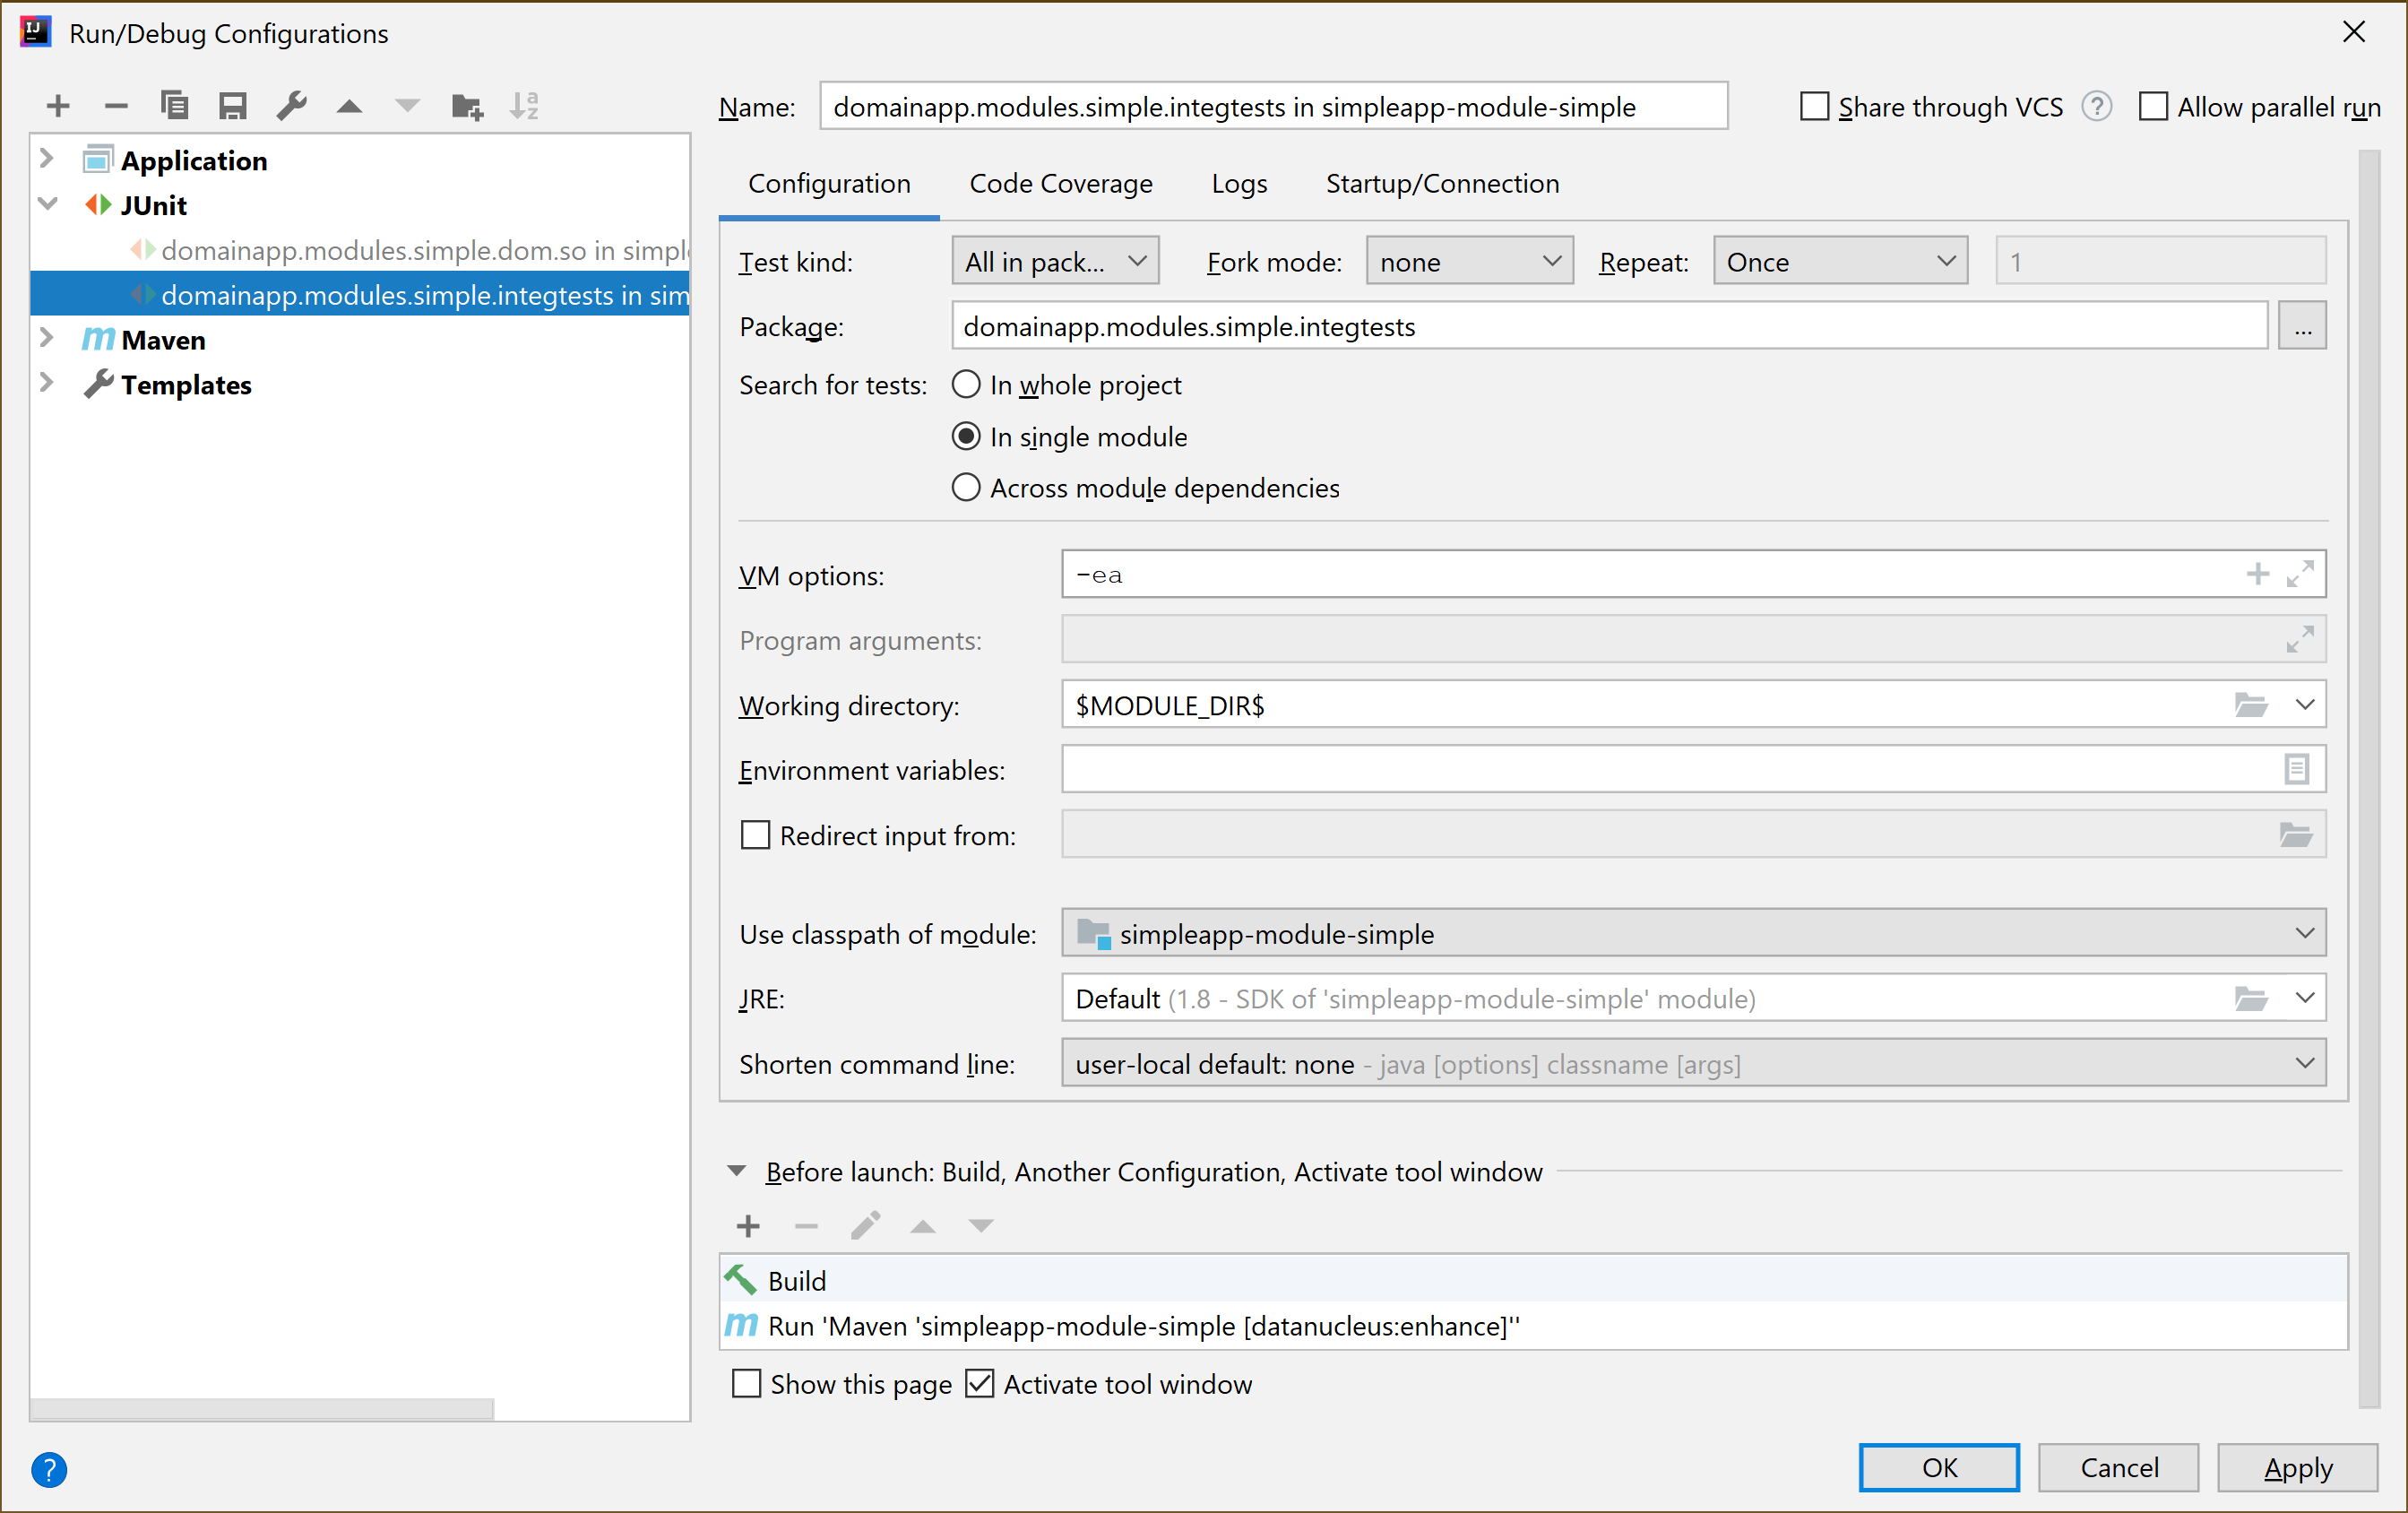 Run/Debug Configurations
Name: domainapp.modules.simple.integtests in simpleapp-module-simple
Share through VCS ? Allow parallel run
Application
JUnit
domainapp.modules.simple.dom.so in simpl
domainapp.modules.simple.integtests in sim
Maven
Templates
Configuration Code Coverage Logs Startup/Connection
Test kind: All in pack... Fork mode: none Repeat: Once 1
Package: domainapp.modules.simple.integtests ...
Search for tests: In whole project
In single module
Across module dependencies
VM options: -ea
Program arguments:
Working directory: $MODULE_DIR$
Environment variables:
Redirect input from:
Use classpath of module: simpleapp-module-simple
JRE: Default (1.8 - SDK of 'simpleapp-module-simple' module)
Shorten command line: user-local default: none - java [options] classname [args]
Before launch: Build, Another Configuration, Activate tool window
Build
Run 'Maven 'simpleapp-module-simple [datanucleus:enhance]''
Show this page Activate tool window
? OK Cancel Apply